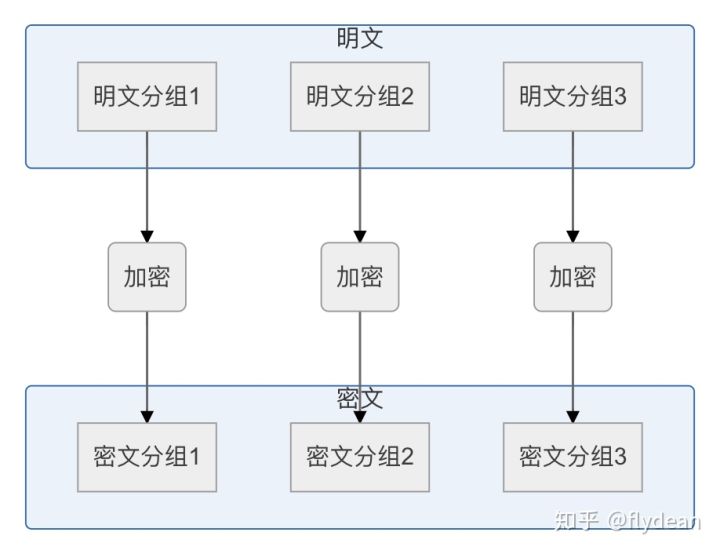 明文
明文分组1
明文分组2
明文分组3
加密
加密
加密
密文
密文分组1
密文分组2
密文分组3
知乎 @flydean